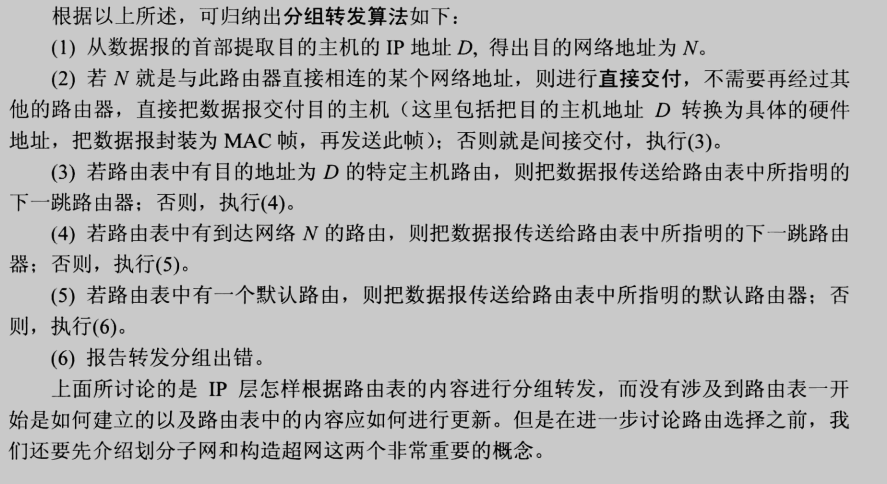 根据以上所述，可归纳出分组转发算法如下：
(1) 从数据报的首部提取目的主机的 IP 地址 D, 得出目的网络地址为 N。
(2) 若 N 就是与此路由器直接相连的某个网络地址，则进行直接交付，不需要再经过其
他的路由器，直接把数据报交付目的主机（这里包括把目的主机地址 D 转换为具体的硬件
地址，把数据报封装为 MAC 帧，再发送此帧）；否则就是间接交付，执行(3)。
(3) 若路由表中有目的地址为 D 的特定主机路由，则把数据报传送给路由表中所指明的
下一跳路由器；否则，执行(4)。
(4) 若路由表中有到达网络 N 的路由，则把数据报传送给路由表中所指明的下一跳路由
器；否则，执行(5)。
(5) 若路由表中有一个默认路由，则把数据报传送给路由表中所指明的默认路由器；否
则，执行(6)。
(6) 报告转发分组出错。
上面所讨论的是 IP 层怎样根据路由表的内容进行分组转发，而没有涉及到路由表一开
始是如何建立的以及路由表中的内容应如何进行更新。但是在进一步讨论路由选择之前，我
们还要先介绍划分子网和构造超网这两个非常重要的概念。